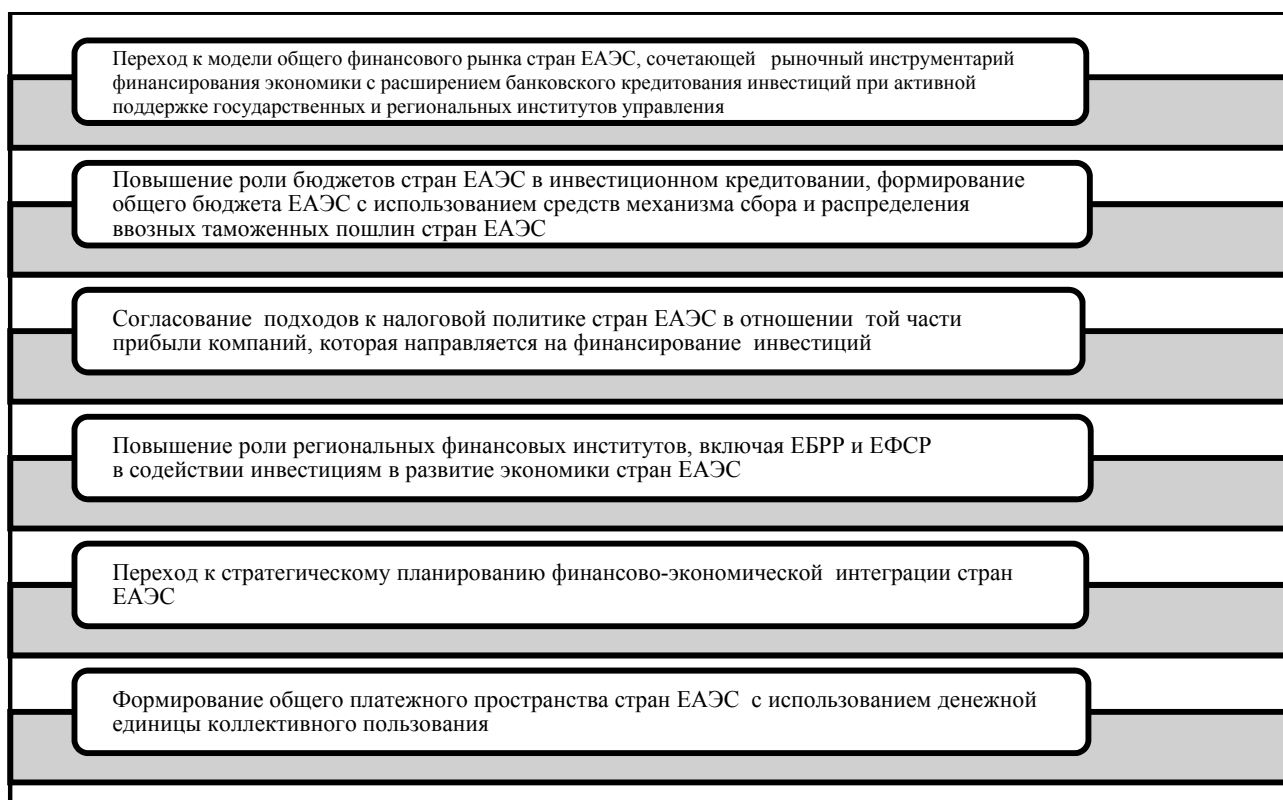 Переход к модели общего финансового рынка стран ЕАЭС, сочетающей рыночный инструментарий
финансирования экономики с расширением банковского кредитования инвестиций при активной
поддержке государственных и региональных институтов управления
Повышение роли бюджетов стран ЕАЭС в инвестиционном кредитовании, формирование
общего бюджета ЕАЭС с использованием средств механизма сбора и распределения
ввозных таможенных пошлин стран ЕАЭС
Согласование подходов к налоговой политике стран ЕАЭС в отношении той части
прибыли компаний, которая направляется на финансирование инвестиций
Повышение роли региональных финансовых институтов, включая ЕБРР и ЕФСР
в содействии инвестициям в развитие экономики стран ЕАЭС
Переход к стратегическому планированию финансово-экономической интеграции стран
ЕАЭС
Формирование общего платежного пространства стран ЕАЭС с использованием денежной
единицы коллективного пользования